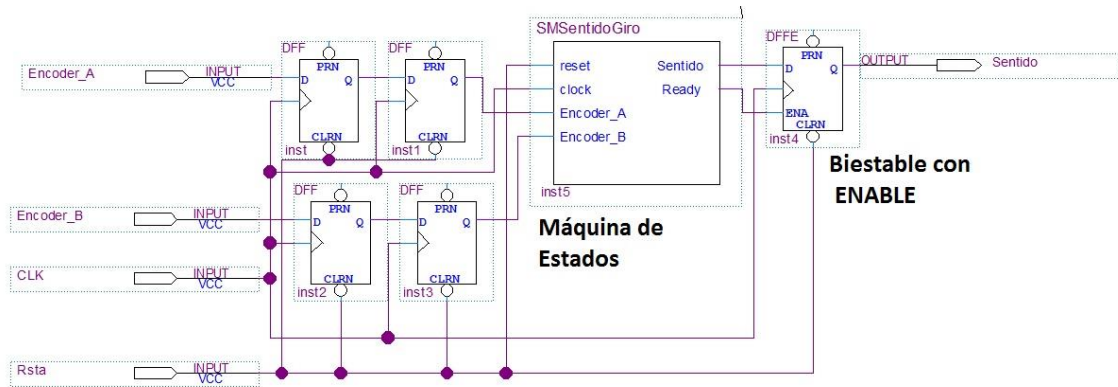 SMSentidoGiro
DFF
DFF
DFFE
Encoder_A
INPUT
VCC
PRN
D
Q
CLRN
inst
PRN
D
Q
CLRN
inst1
reset
clock
Encoder_A
Encoder_B
Sentido
Ready
inst5
PRN
D
Q
ENA
CLRN
inst4
OUTPUT
Sentido
Biestable con
ENABLE
Máquina de
Estados
DFF
DFF
Encoder_B
INPUT
VCC
PRN
D
Q
CLRN
inst2
PRN
D
Q
CLRN
inst3
CLK
INPUT
VCC
Rsta
INPUT
VCC